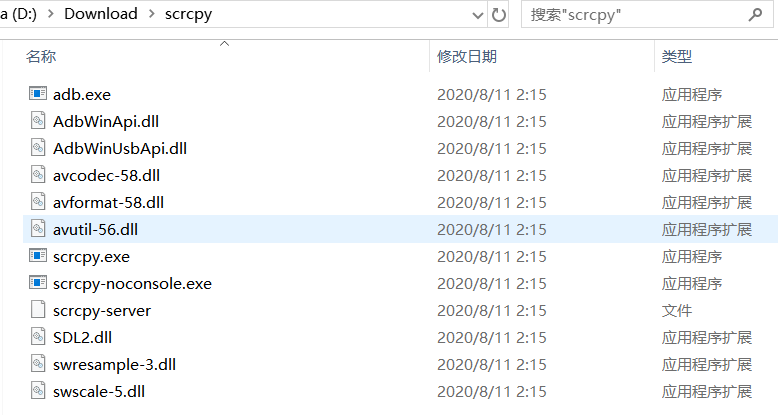 a (D:) > Download > scrcpy 搜索"scrcpy"
名称 修改日期 类型
adb.exe 2020/8/11 2:15 应用程序
AdbWinApi.dll 2020/8/11 2:15 应用程序扩展
AdbWinUsbApi.dll 2020/8/11 2:15 应用程序扩展
avcodec-58.dll 2020/8/11 2:15 应用程序扩展
avformat-58.dll 2020/8/11 2:15 应用程序扩展
avutil-56.dll 2020/8/11 2:15 应用程序扩展
scrcpy.exe 2020/8/11 2:15 应用程序
scrcpy-noconsole.exe 2020/8/11 2:15 应用程序
scrcpy-server 2020/8/11 2:15 文件
SDL2.dll 2020/8/11 2:15 应用程序扩展
swresample-3.dll 2020/8/11 2:15 应用程序扩展
swscale-5.dll 2020/8/11 2:15 应用程序扩展